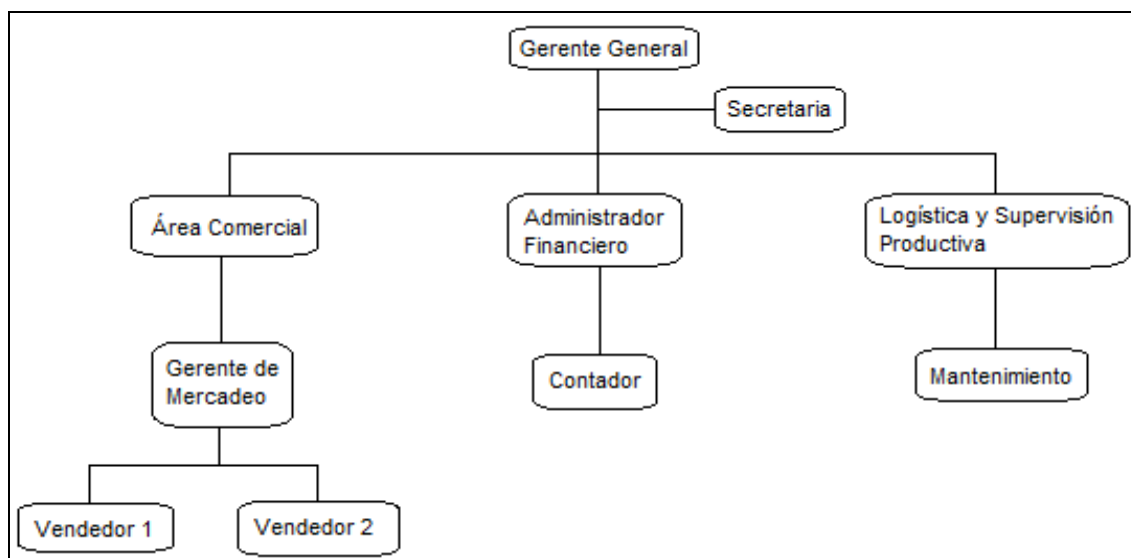 Gerente General
Secretaria
Área Comercial
Administrador
Financiero
Logística y Supervisión
Productiva
Gerente de
Mercadeo
Contador
Mantenimiento
Vendedor 1
Vendedor 2